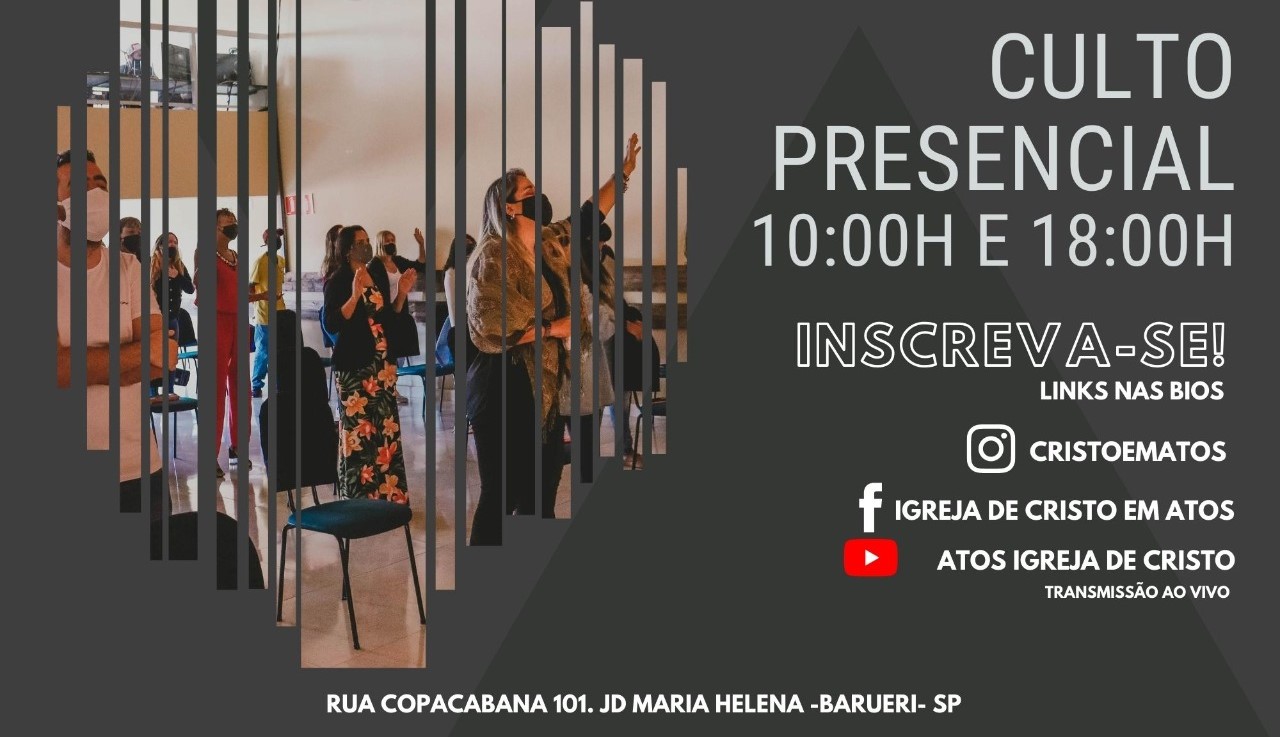 CULTO
PRESENCIAL
10:00H E 18:00H
INSCREVA-SE!
LINKS NAS BIOS
CRISTOEMATOS
IGREJA DE CRISTO EM ATOS
ATOS IGREJA DE CRISTO
TRANSMISSÃO AO VIVO
RUA COPACABANA 101. JD MARIA HELENA -BARUERI- SP